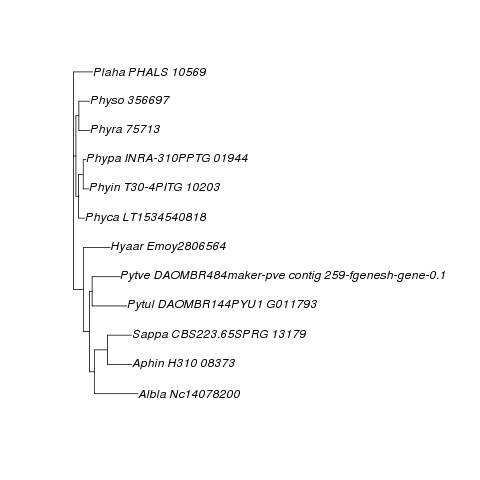 Plaha PHALS 10569
Physo 356697
Phyra 75713
Phypa INRA-310PPTG 01944
Phyin T30-4PITG 10203
Phyca LT1534540818
Hyaar Emoy2806564
Pytve DAOMBR484maker-pve contig 259-fgenesh-gene-0.1
Pytul DAOMBR144PYU1 G011793
Sappa CBS223.65SPRG 13179
Aphin H310 08373
Albla Nc14078200